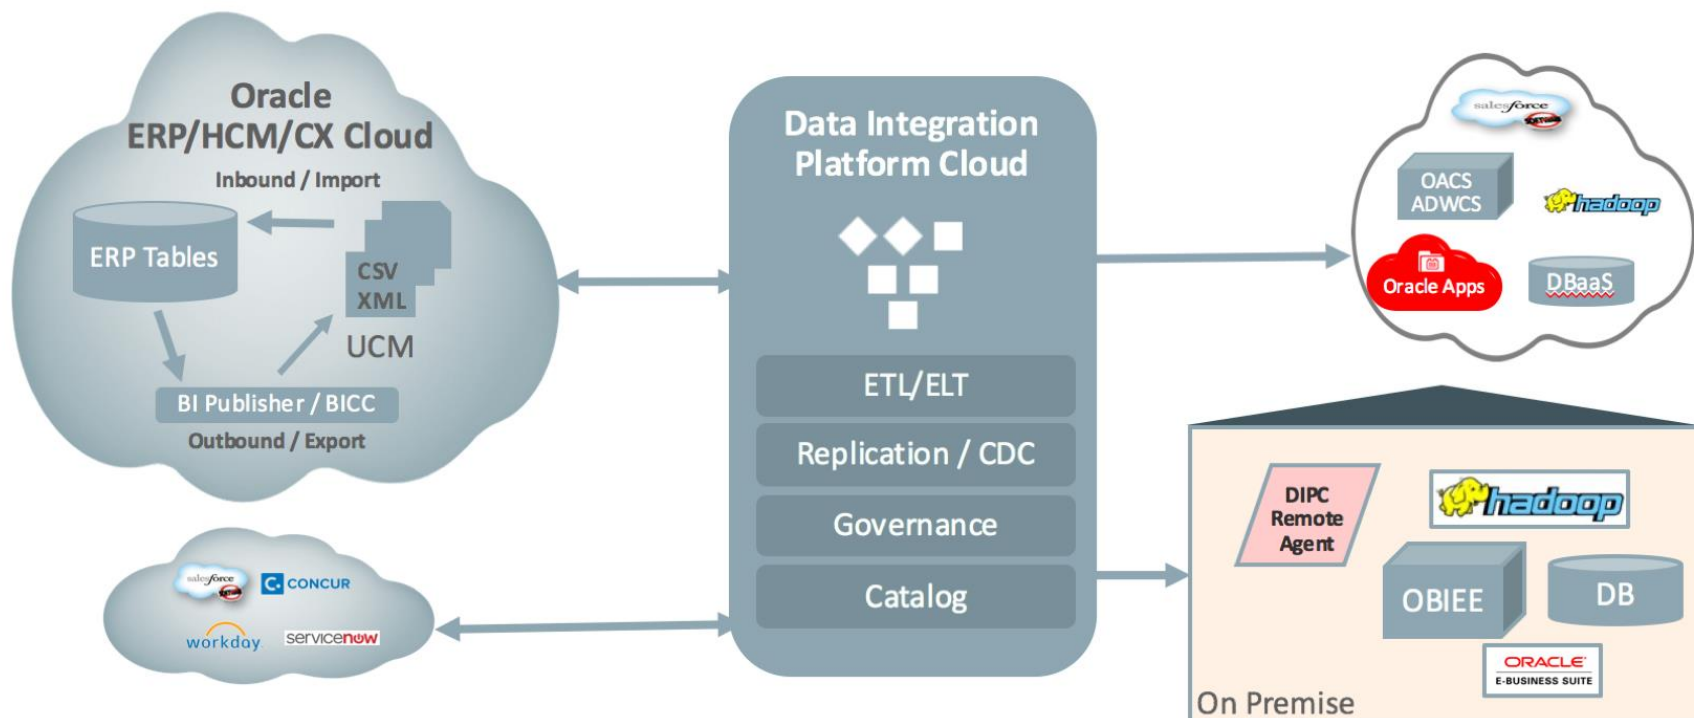 Oracle
ERP/HCM/CX Cloud
Inbound / Import
ERP Tables
CSV
XML
UCM
BI Publisher / BICC
Outbound / Export
salesforce
CONCUR
workday
servicenow
Data Integration
Platform Cloud
ETL/ELT
Replication / CDC
Governance
Catalog
salesforce
OACS
ADWCS
hadoop
Oracle Apps
DBaaS
DIPC
Remote
Agent
hadoop
OBIEE
DB
ORACLE
E-BUSINESS SUITE
On Premise